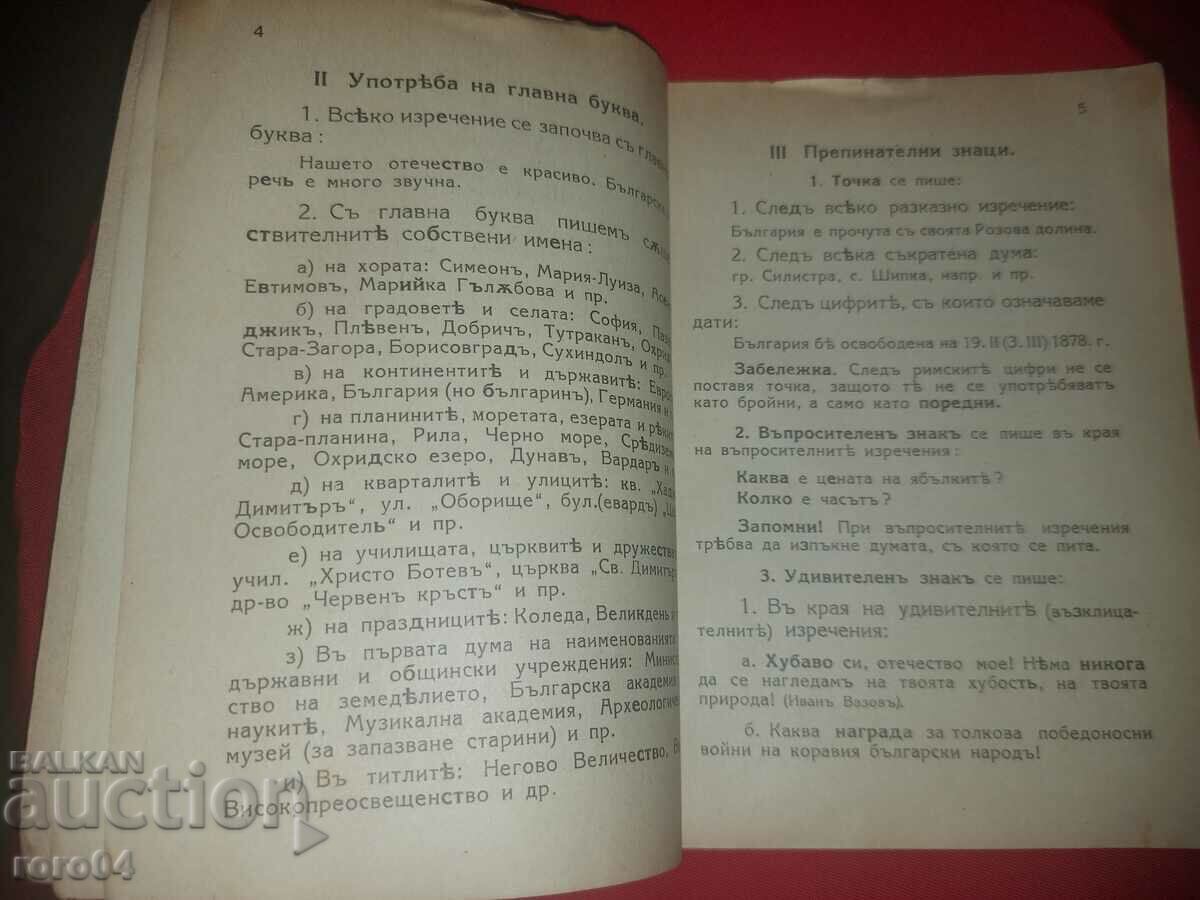 4
II Употрѣба на главна буква.
1. Всѣко изречение се започва съ
буква:
Нашето отечество е красиво. Българска
речь е много звучна.
2. Съ главна буква пишемъ
ствителнитѣ собствени имена:
а) на хората: Симеонъ, Мария-Луиза,
Евтимовъ, Марийка Гълѫбова и пр.
б) на градоветѣ и селата: София,
джикъ, Плѣвенъ, Добричъ, Тутраканъ,
Стара-Загора, Борисовградъ, Сухиндолъ и пр.
в) на континентитѣ и държавитѣ:
Америка, България (но българинъ), Германия и
г) на планинитѣ, моретата, езерата и
Стара-планина, Рила, Черно море,
море, Охридско езеро, Дунавъ, Вардаръ и
д) на кварталитѣ и улицитѣ: кв.
Димитъръ“, ул. „Оборище“, бул.(евардъ)
Освободитель“ и пр.
е) на училищата, църквитѣ и
учил. „Христо Ботевъ“, църква „Св.
др-во „Червенъ кръстъ“ и пр.
ж) на праздницитѣ: Коледа, Великдень и
з) Въ първата дума на наименованията
държавни и общински учреждения:
ство на земедѣлието, Българска академия
наукитѣ, Музикална академия,
музей (за запазване старини) и пр.
и) Въ титлитѣ: Негово Величество,
Високопреосвещенство и др.
5
III Препинателни знаци.
1. Точка се пише:
1. Следъ всѣко разказно изречение:
България е прочута съ своята Розова долина.
2. Следъ всѣка съкратена дума:
гр. Силистра, с. Шипка, напр. и пр.
3. Следъ цифритѣ, съ които означаваме
дати:
България бѣ освободена на 19. II (3. III) 1878. г.
Забележка. Следъ римскитѣ цифри не се
поставя точка, защото тѣ не се употрѣбяватъ
като бройни, а само като поредни.
2. Въпросителенъ знакъ се пише въ края
на въпросителнитѣ изречения:
Каква е цената на ябълкитѣ?
Колко е часътъ?
Запомни! При въпросителнитѣ изречения
трѣбва да изпъкне думата, съ която се пита.
3. Удивителенъ знакъ се пише:
1. Въ края на удивителнитѣ (възклица-
телнитѣ) изречения:
а. Хубаво си, отечество мое! Нѣма никога
да се нагледамъ на твоята хубость, на твоята
природа! (Иванъ Вазовъ).
б. Каква награда за толкова победоносни
войни на коравия български народъ!
BALKAN
auction
roro04